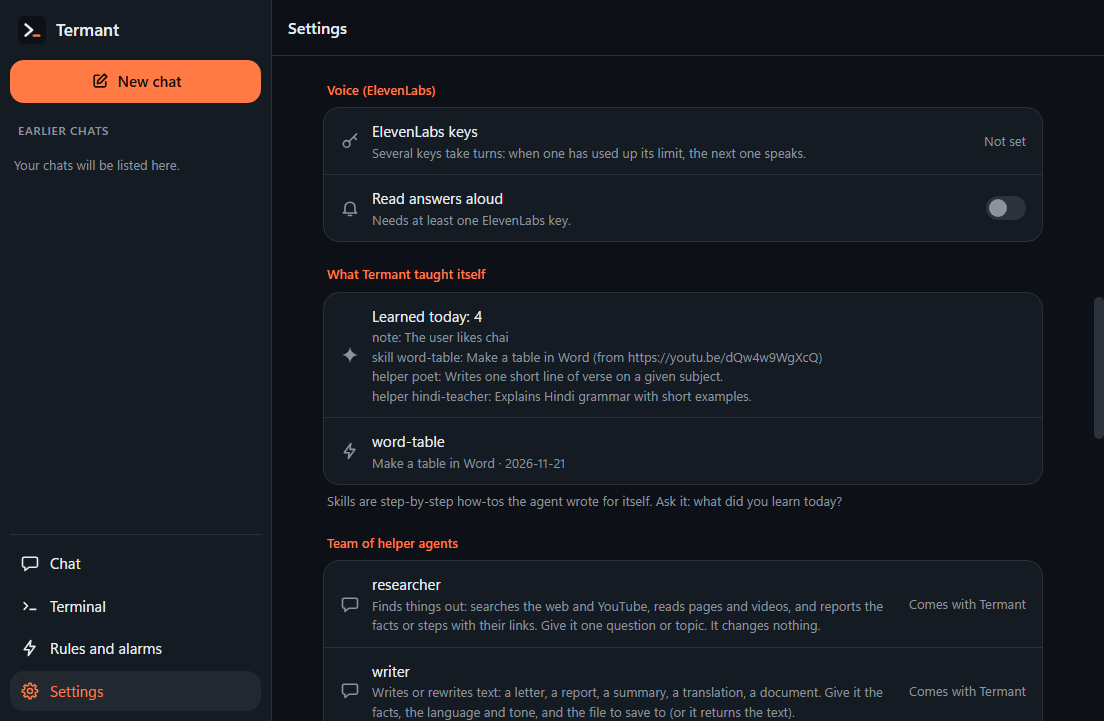 Termant
New chat
EARLIER CHATS
Your chats will be listed here.
Chat
Terminal
Rules and alarms
Settings
Settings
Voice (ElevenLabs)
ElevenLabs keys
Several keys take turns: when one has used up its limit, the next one speaks.
Not set
Read answers aloud
Needs at least one ElevenLabs key.
What Termant taught itself
Learned today: 4
note: The user likes chai
skill word-table: Make a table in Word (from https://youtu.be/dQw4w9WgXcQ)
helper poet: Writes one short line of verse on a given subject.
helper hindi-teacher: Explains Hindi grammar with short examples.
word-table
Make a table in Word · 2026-11-21
Skills are step-by-step how-tos the agent wrote for itself. Ask it: what did you learn today?
Team of helper agents
researcher
Finds things out: searches the web and YouTube, reads pages and videos, and reports the
facts or steps with their links. Give it one question or topic. It changes nothing.
Comes with Termant
writer
Writes or rewrites text: a letter, a report, a summary, a translation, a document. Give it the
facts, the language and tone, and the file to save to (or it returns the text).
Comes with Termant